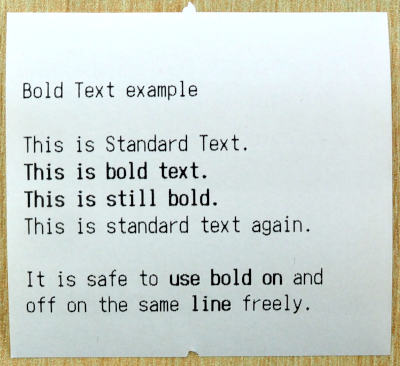 Bold Text example
This is Standard Text.
This is bold text.
This is still bold.
This is standard text again.
It is safe to use bold on and
off on the same line freely.